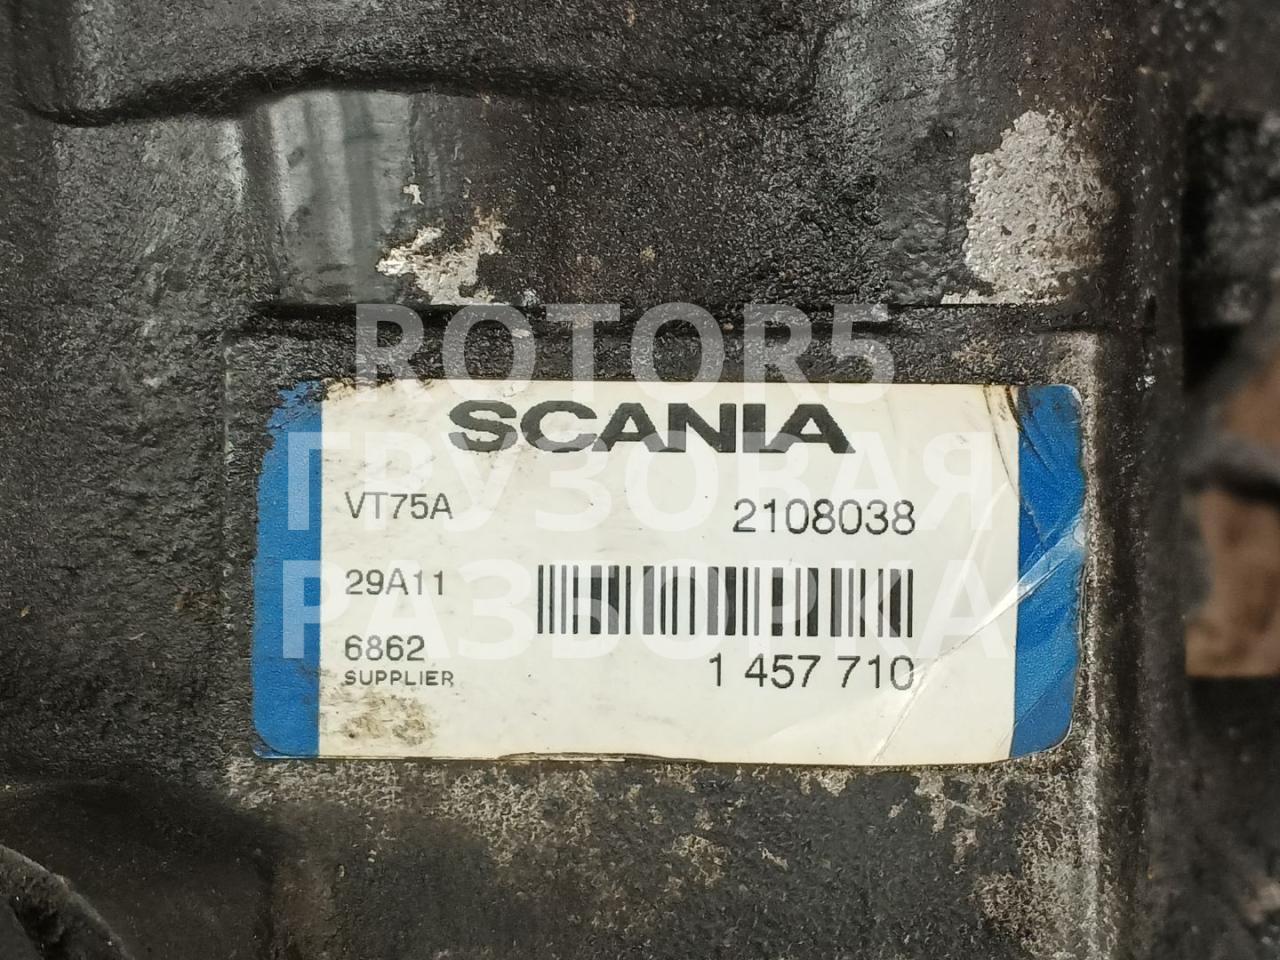 ROTOR5
SCANIA
ГРУЗОВАЯ
VT75A 2108038
29A11
РАЗБОРКА
6862
SUPPLIER 1 457 710